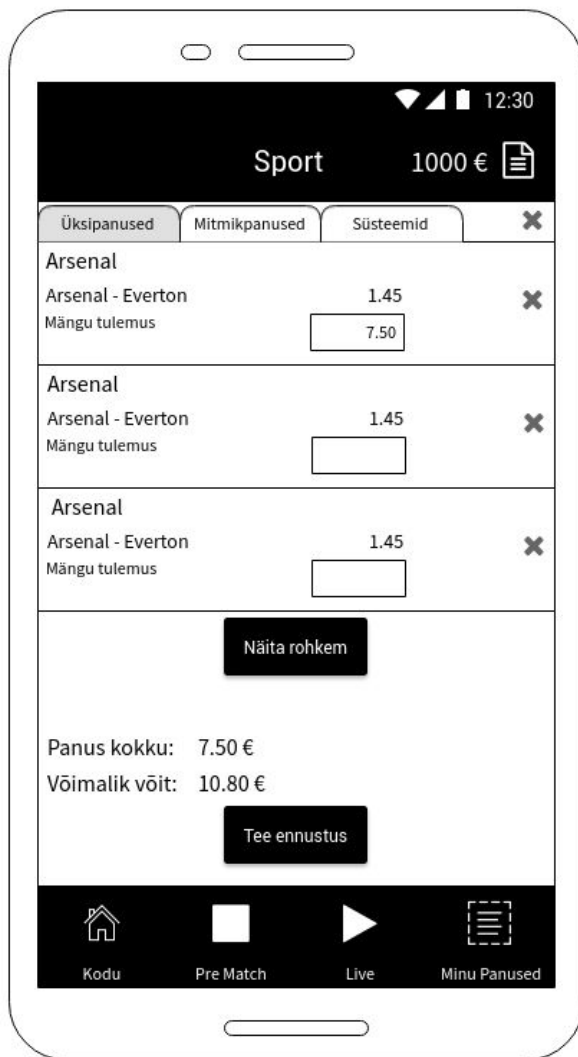 12:30
Sport 1000 €
Üksipanused Mitmikpanused Süsteemid
Arsenal
Arsenal - Everton 1.45
Mängu tulemus 7.50
Arsenal
Arsenal - Everton 1.45
Mängu tulemus
Arsenal
Arsenal - Everton 1.45
Mängu tulemus
Näita rohkem
Panus kokku: 7.50 €
Võimalik võit: 10.80 €
Tee ennustus
Kodu Pre Match Live Minu Panused